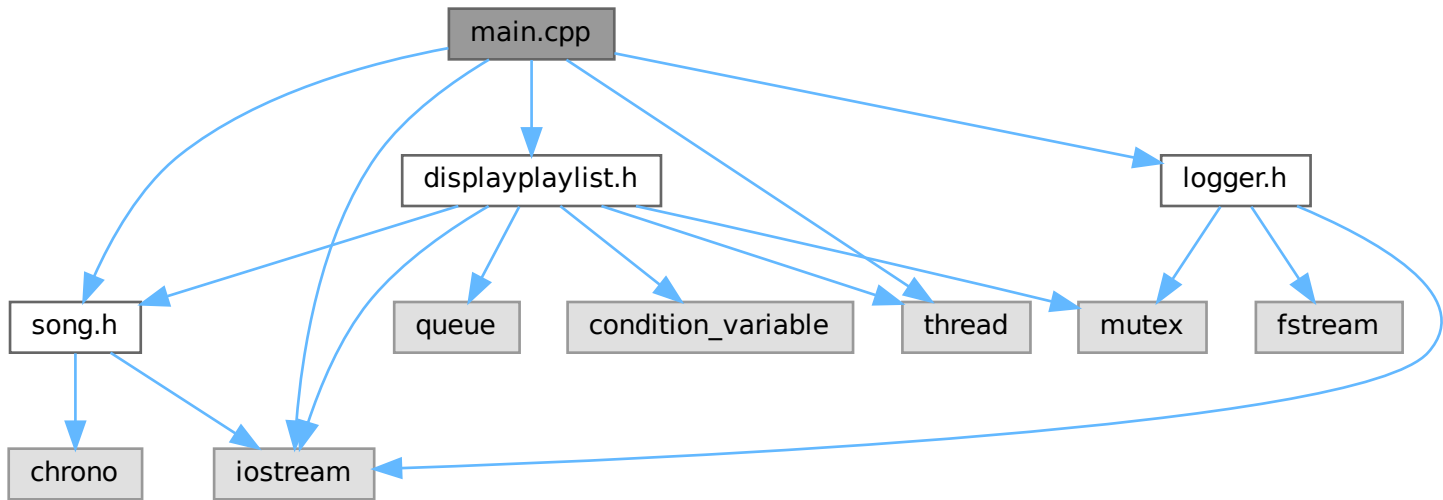 main.cpp
displayplaylist.h
logger.h
song.h
queue
condition_variable
thread
mutex
fstream
chrono
iostream